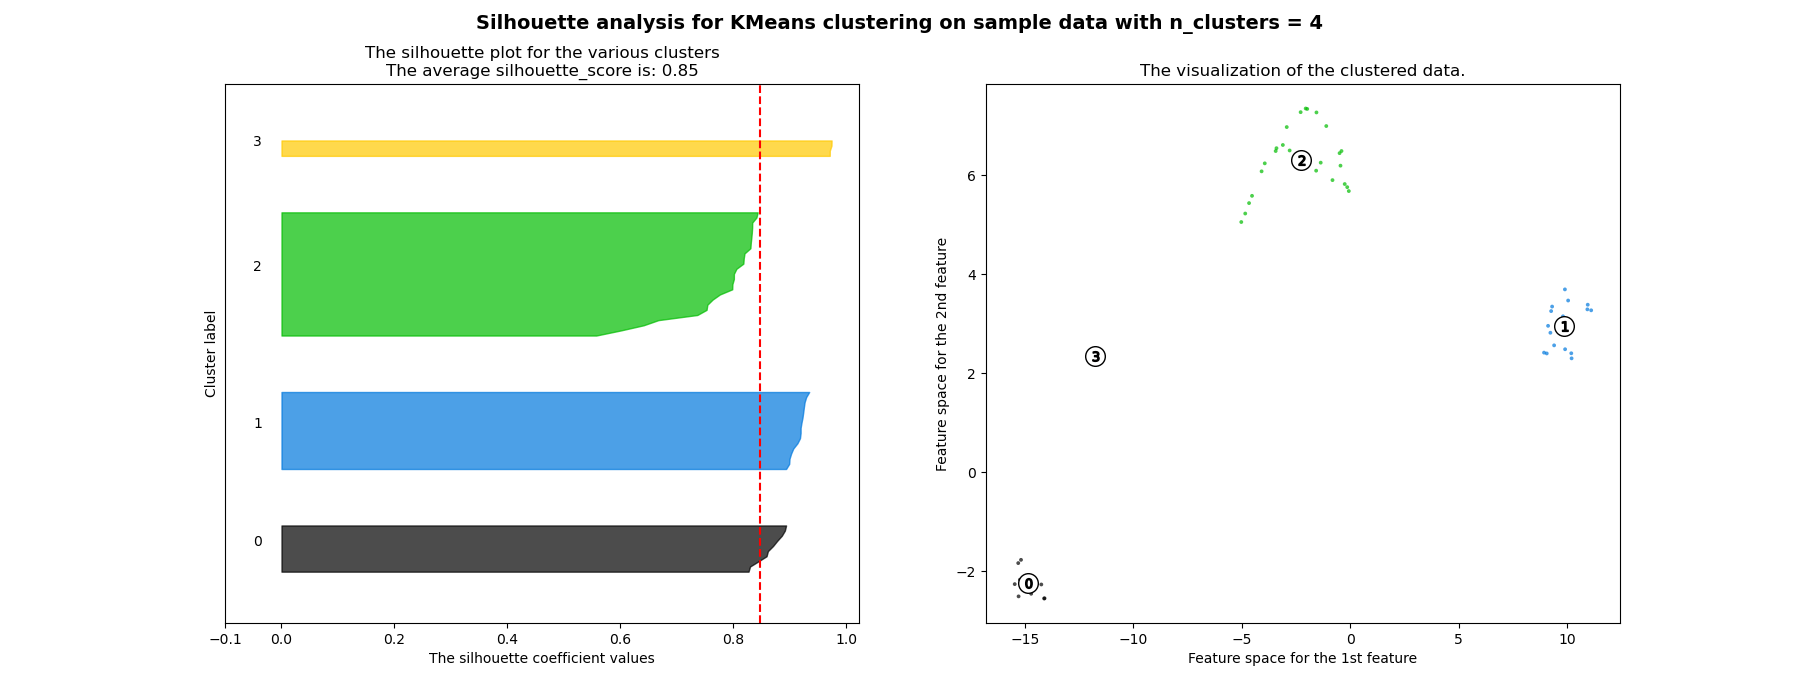 Silhouette analysis for KMeans clustering on sample data with n_clusters = 4
The silhouette plot for the various clusters
The average silhouette_score is: 0.85
3
2
1
0
Cluster label
−0.1 0.0 0.2 0.4 0.6 0.8 1.0
The silhouette coefficient values
The visualization of the clustered data.
6
4
2
0
−2
Feature space for the 2nd feature
2
1
3
0
−15 −10 −5 0 5 10
Feature space for the 1st feature